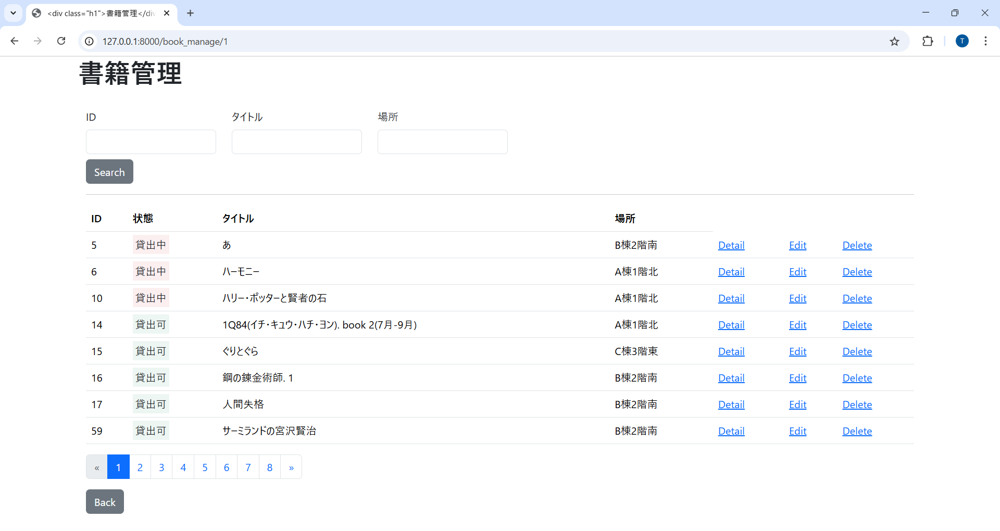 <div class="h1">書籍管理</div
127.0.0.1:8000/book_manage/1
T
書籍管理
ID タイトル 場所
Search
ID 状態 タイトル 場所
5 貸出中 あ B棟2階南 Detail Edit Delete
6 貸出中 ハーモニー A棟1階北 Detail Edit Delete
10 貸出中 ハリー・ポッターと賢者の石 A棟1階北 Detail Edit Delete
14 貸出可 1Q84(イチ・キュウ・ハチ・ヨン). book 2(7月-9月) A棟1階北 Detail Edit Delete
15 貸出可 ぐりとぐら C棟3階東 Detail Edit Delete
16 貸出可 鋼の錬金術師. 1 B棟2階南 Detail Edit Delete
17 貸出可 人間失格 B棟2階南 Detail Edit Delete
59 貸出可 サーミランドの宮沢賢治 B棟2階南 Detail Edit Delete
« 1 2 3 4 5 6 7 8 »
Back